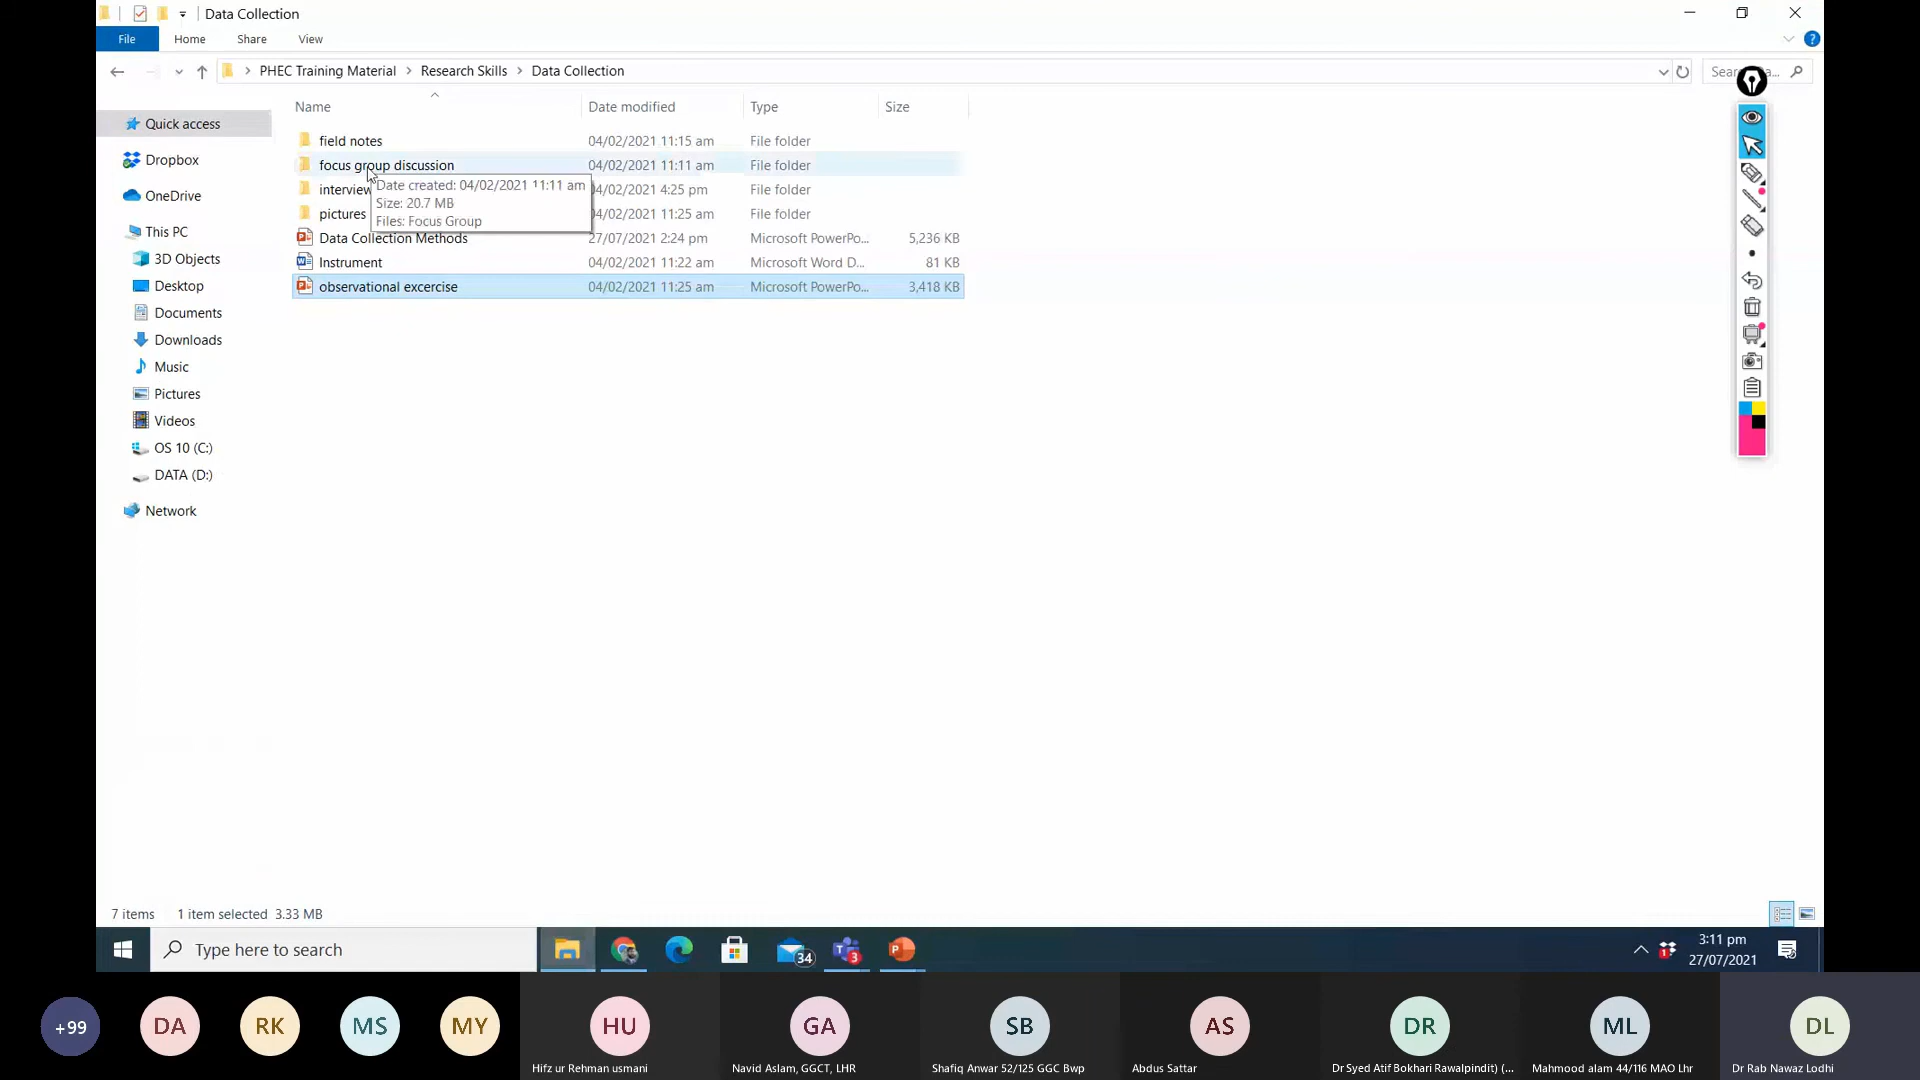 Data Collection
File Home Share View
PHEC Training Material > Research Skills > Data Collection
Name Date modified Type Size
Quick access
Dropbox
OneDrive
This PC
3D Objects
Desktop
Documents
Downloads
Music
Pictures
Videos
OS 10 (C:)
DATA (D:)
Network
field notes 04/02/2021 11:15 am File folder
focus group discussion 04/02/2021 11:11 am File folder
interview 04/02/2021 4:25 pm File folder
pictures 04/02/2021 11:25 am File folder
Data Collection Methods 27/07/2021 2:24 pm Microsoft PowerPo... 5,236 KB
Instrument 04/02/2021 11:22 am Microsoft Word D... 81 KB
observational excercise 04/02/2021 11:25 am Microsoft PowerPo... 3,418 KB
Date created: 04/02/2021 11:11 am
Size: 20.7 MB
Files: Focus Group
7 items 1 item selected 3.33 MB
Type here to search
34
3
1
3:11 pm
27/07/2021
+99 DA RK MS MY HU GA SB AS DR ML DL
Hifz ur Rehman usmani
Navid Aslam, GGCT, LHR
Shafiq Anwar 52/125 GGC Bwp
Abdus Sattar
Dr Syed Atif Bokhari Rawalpindit) (...
Mahmood alam 44/116 MAO Lhr
Dr Rab Nawaz Lodhi